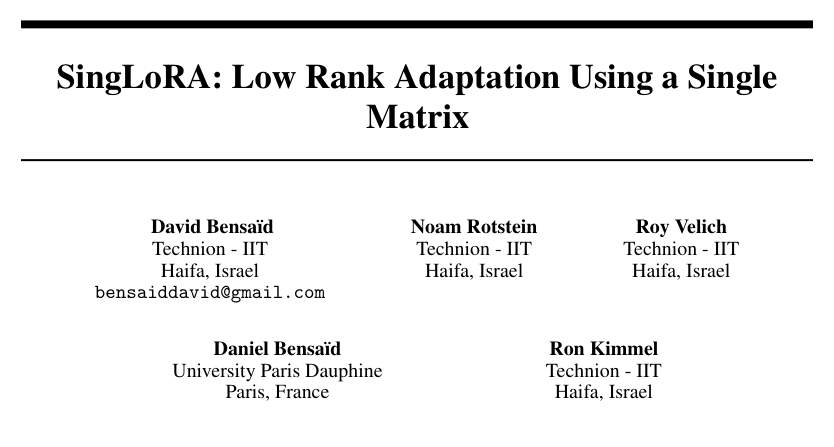 SingLoRA: Low Rank Adaptation Using a Single
Matrix
David Bensaïd
Technion - IIT
Haifa, Israel
bensaiddavid@gmail.com
Noam Rotstein
Technion - IIT
Haifa, Israel
Roy Velich
Technion - IIT
Haifa, Israel
Daniel Bensaïd
University Paris Dauphine
Paris, France
Ron Kimmel
Technion - IIT
Haifa, Israel